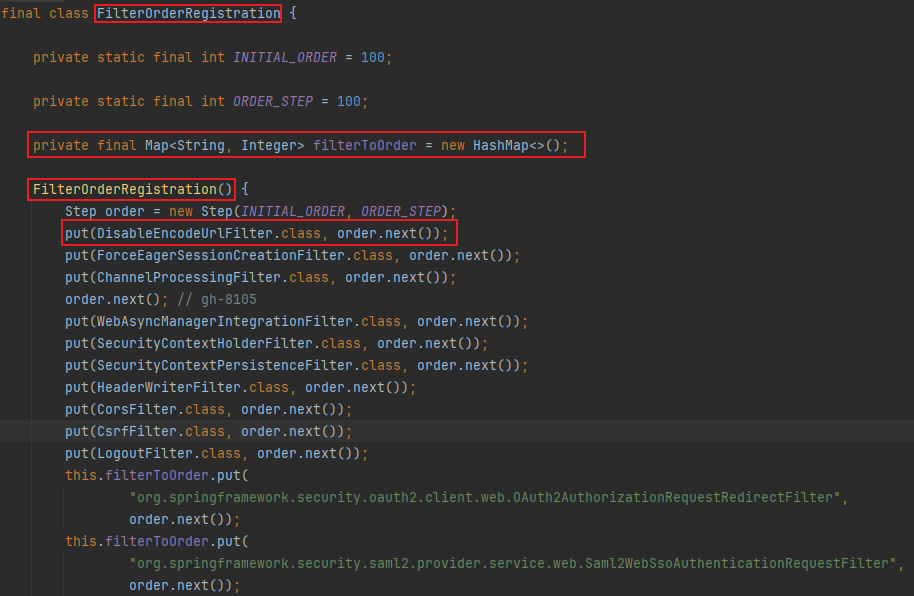 final class FilterOrderRegistration {
private static final int INITIAL_ORDER = 100;
private static final int ORDER_STEP = 100;
private final Map<String, Integer> filterToOrder = new HashMap<>();
FilterOrderRegistration() {
Step order = new Step(INITIAL_ORDER, ORDER_STEP);
put(DisableEncodeUrlFilter.class, order.next());
put(ForceEagerSessionCreationFilter.class, order.next());
put(ChannelProcessingFilter.class, order.next());
order.next(); // gh-8105
put(WebAsyncManagerIntegrationFilter.class, order.next());
put(SecurityContextHolderFilter.class, order.next());
put(SecurityContextPersistenceFilter.class, order.next());
put(HeaderWriterFilter.class, order.next());
put(CorsFilter.class, order.next());
put(CsrfFilter.class, order.next());
put(LogoutFilter.class, order.next());
this.filterToOrder.put(
"org.springframework.security.oauth2.client.web.OAuth2AuthorizationRequestRedirectFilter",
order.next());
this.filterToOrder.put(
"org.springframework.security.saml2.provider.service.web.Saml2WebSsoAuthenticationRequestFilter",
order.next());